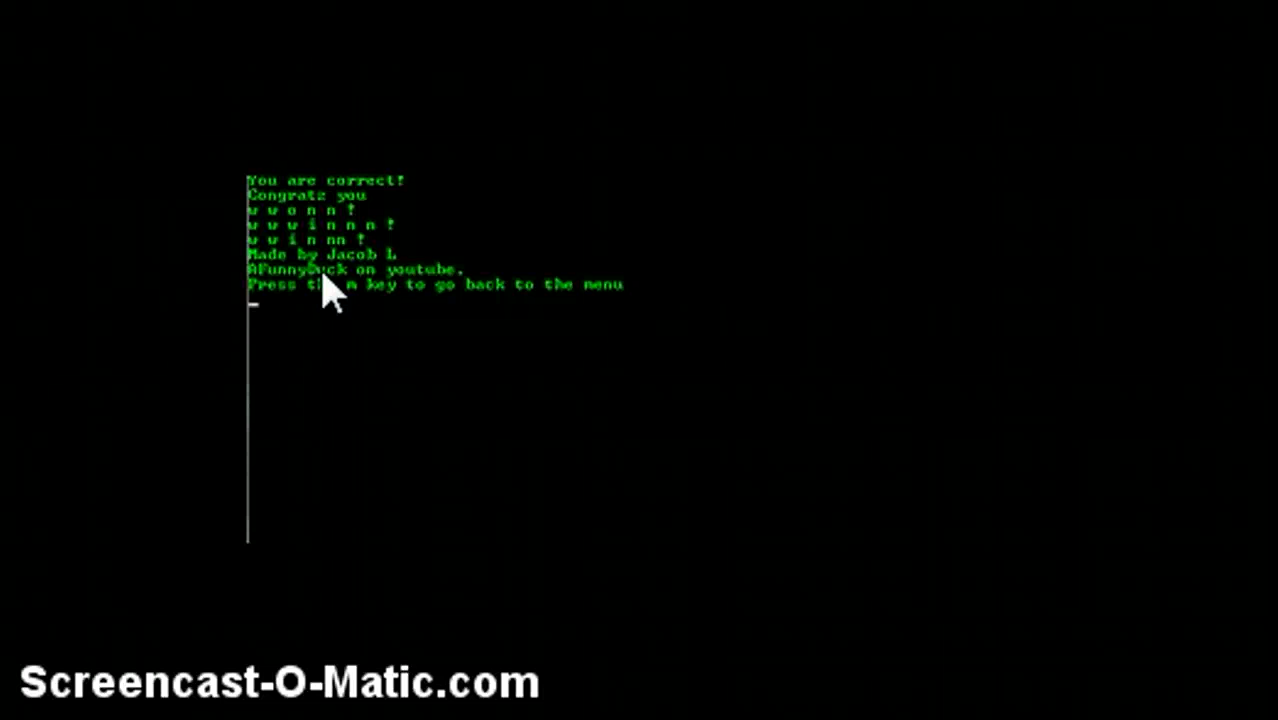 You are correct!
Congratz you
w w o n n !
w w w i n n n !
w w i n nn !
Made by Jacob L
AFunnyDuck on youtube.
Press m key to go back to the menu
Screencast-O-Matic.com